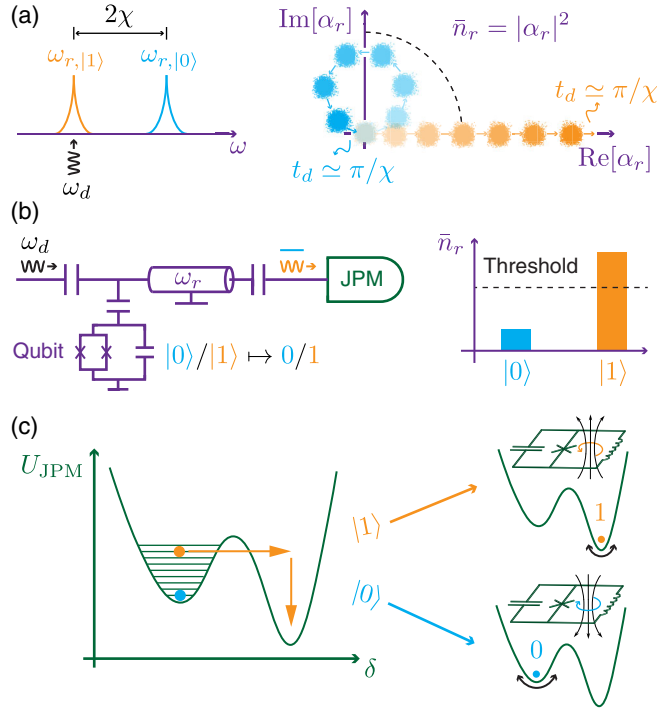 (a)
2χ
ω_{r,|1⟩} ω_{r,|0⟩}
ω
ω_d
Im[α_r]
n̄_r = |α_r|²
t_d ≃ π/χ
t_d ≃ π/χ
Re[α_r]
(b)
ω_d
ω_r
JPM
Qubit
|0⟩/|1⟩ ↦ 0/1
n̄_r
Threshold
|0⟩ |1⟩
(c)
U_JPM
δ
|1⟩
|0⟩
1
0